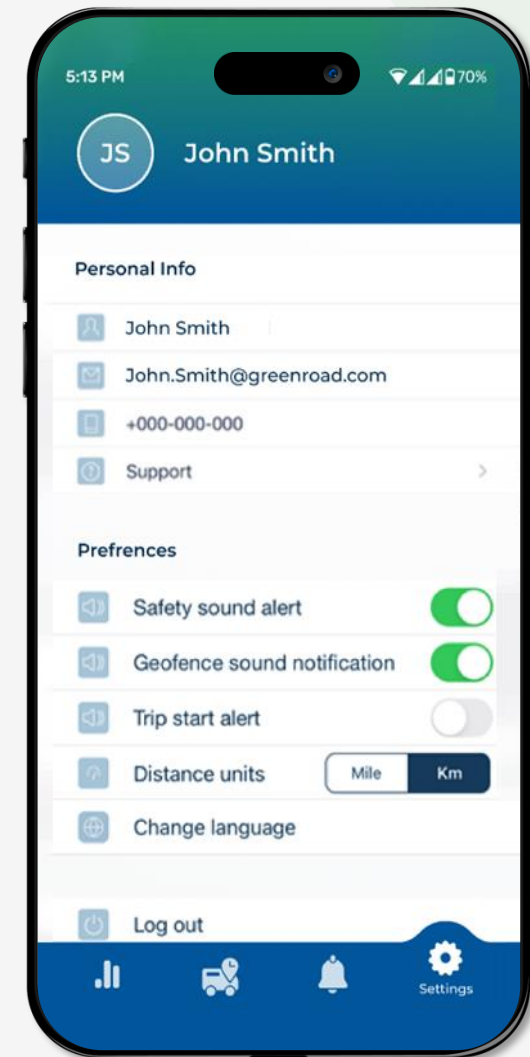 5:13 PM 70%
JS John Smith
Personal Info
John Smith
John.Smith@greenroad.com
+000-000-000
Support
Prefrences
Safety sound alert
Geofence sound notification
Trip start alert
Distance units Mile Km
Change language
Log out
Settings